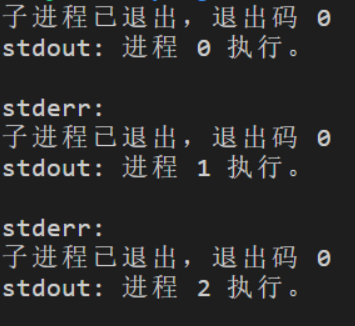 子进程已退出，退出码 0
stdout: 进程 0 执行。
stderr:
子进程已退出，退出码 0
stdout: 进程 1 执行。
stderr:
子进程已退出，退出码 0
stdout: 进程 2 执行。